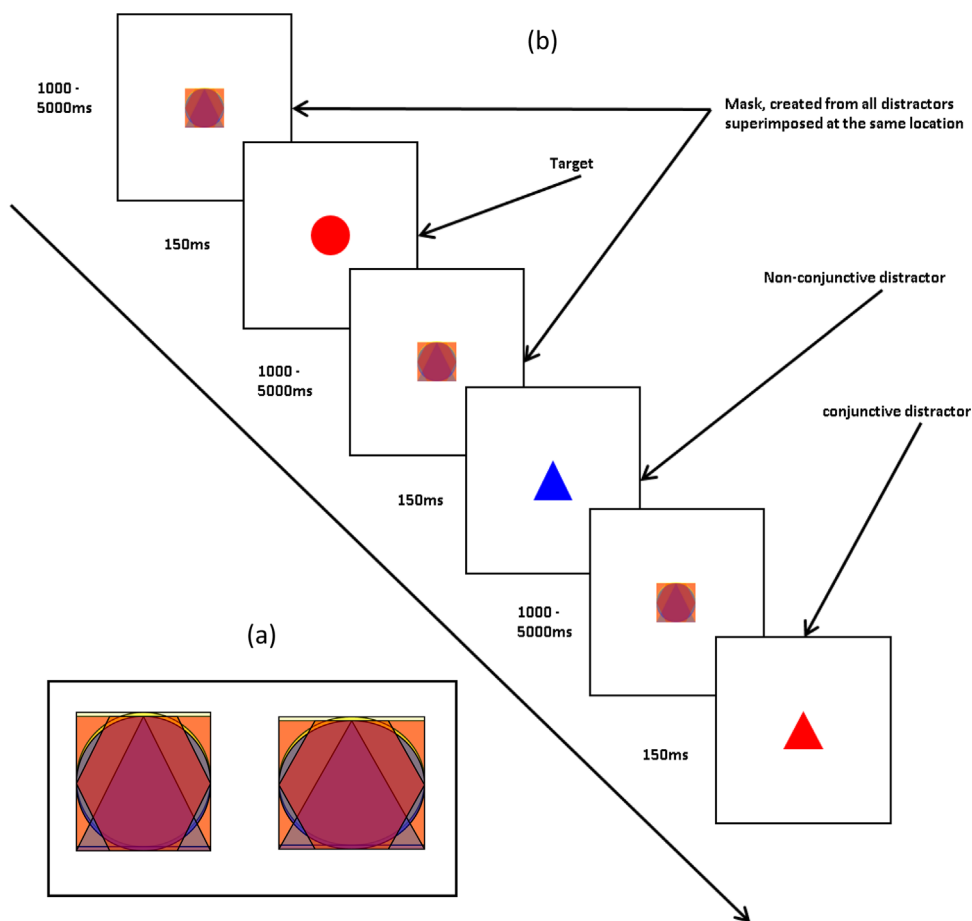 (b)
1000 -
5000ms
Mask, created from all distractors
superimposed at the same location
Target
150ms
Non-conjunctive distractor
1000 -
5000ms
conjunctive distractor
150ms
1000 -
5000ms
(a)
150ms